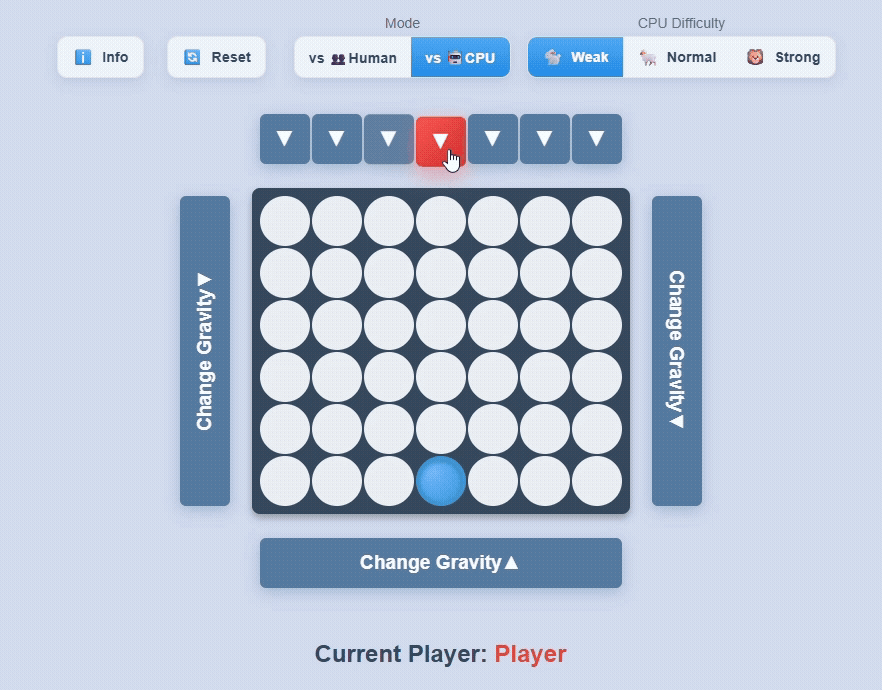 Mode
CPU Difficulty
Info
Reset
vs Human
vs CPU
Weak
Normal
Strong
▼ ▼ ▼ ▼ ▼ ▼ ▼
Change Gravity▼
Change Gravity▼
Change Gravity▲
Current Player: Player